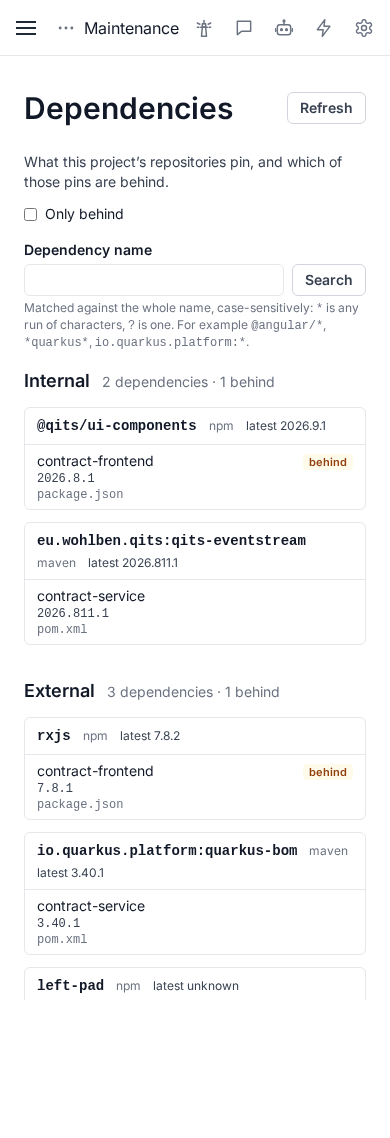 Maintenance
Dependencies
Refresh
What this project’s repositories pin, and which of
those pins are behind.
Only behind
Dependency name
Search
Matched against the whole name, case-sensitively: * is any
run of characters, ? is one. For example @angular/*,
*quarkus*, io.quarkus.platform:*.
Internal 2 dependencies · 1 behind
@qits/ui-components npm latest 2026.9.1
contract-frontend behind
2026.8.1
package.json
eu.wohlben.qits:qits-eventstream
maven latest 2026.811.1
contract-service
2026.811.1
pom.xml
External 3 dependencies · 1 behind
rxjs npm latest 7.8.2
contract-frontend behind
7.8.1
package.json
io.quarkus.platform:quarkus-bom maven
latest 3.40.1
contract-service
3.40.1
pom.xml
left-pad npm latest unknown